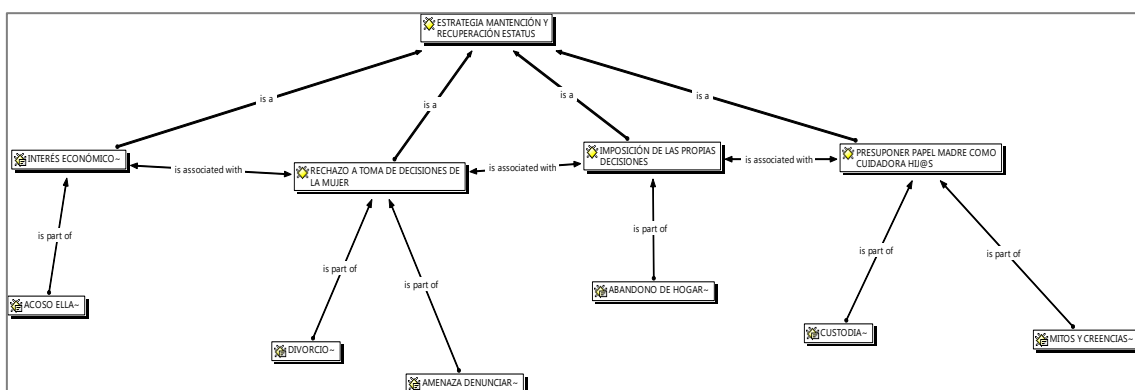 ESTRATEGIA MANTENCIÓN Y
RECUPERACIÓN ESTATUS
is a
is a
is a
is a
INTERÉS ECONÓMICO~
is associated with
RECHAZO A TOMA DE DECISIONES DE
LA MUJER
is associated with
IMPOSICIÓN DE LAS PROPIAS
DECISIONES
is associated with
PRESUPONER PAPEL MADRE COMO
CUIDADORA HIJ@S
is part of
is part of
is part of
is part of
is part of
is part of
ACOSO ELLA~
DIVORCIO~
AMENAZA DENUNCIAR~
ABANDONO DE HOGAR~
CUSTODIA~
MITOS Y CREENCIAS~